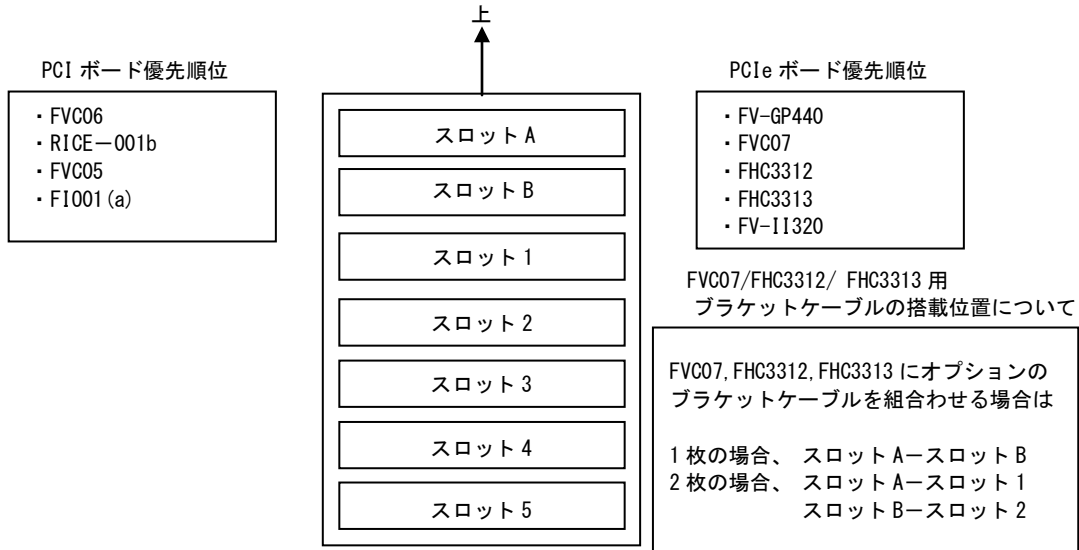 上
PCI ボード優先順位
・FVC06
・RICE－001b
・FVC05
・FIO01(a)
スロット A
スロット B
スロット 1
スロット 2
スロット 3
スロット 4
スロット 5
PCIe ボード優先順位
・FV-GP440
・FVC07
・FHC3312
・FHC3313
・FV-II320
FVC07/FHC3312/ FHC3313 用
ブラケットケーブルの搭載位置について
FVC07,FHC3312,FHC3313 にオプションの
ブラケットケーブルを組合わせる場合は
1 枚の場合、 スロット A－スロット B
2 枚の場合、 スロット A－スロット 1
スロット B－スロット 2